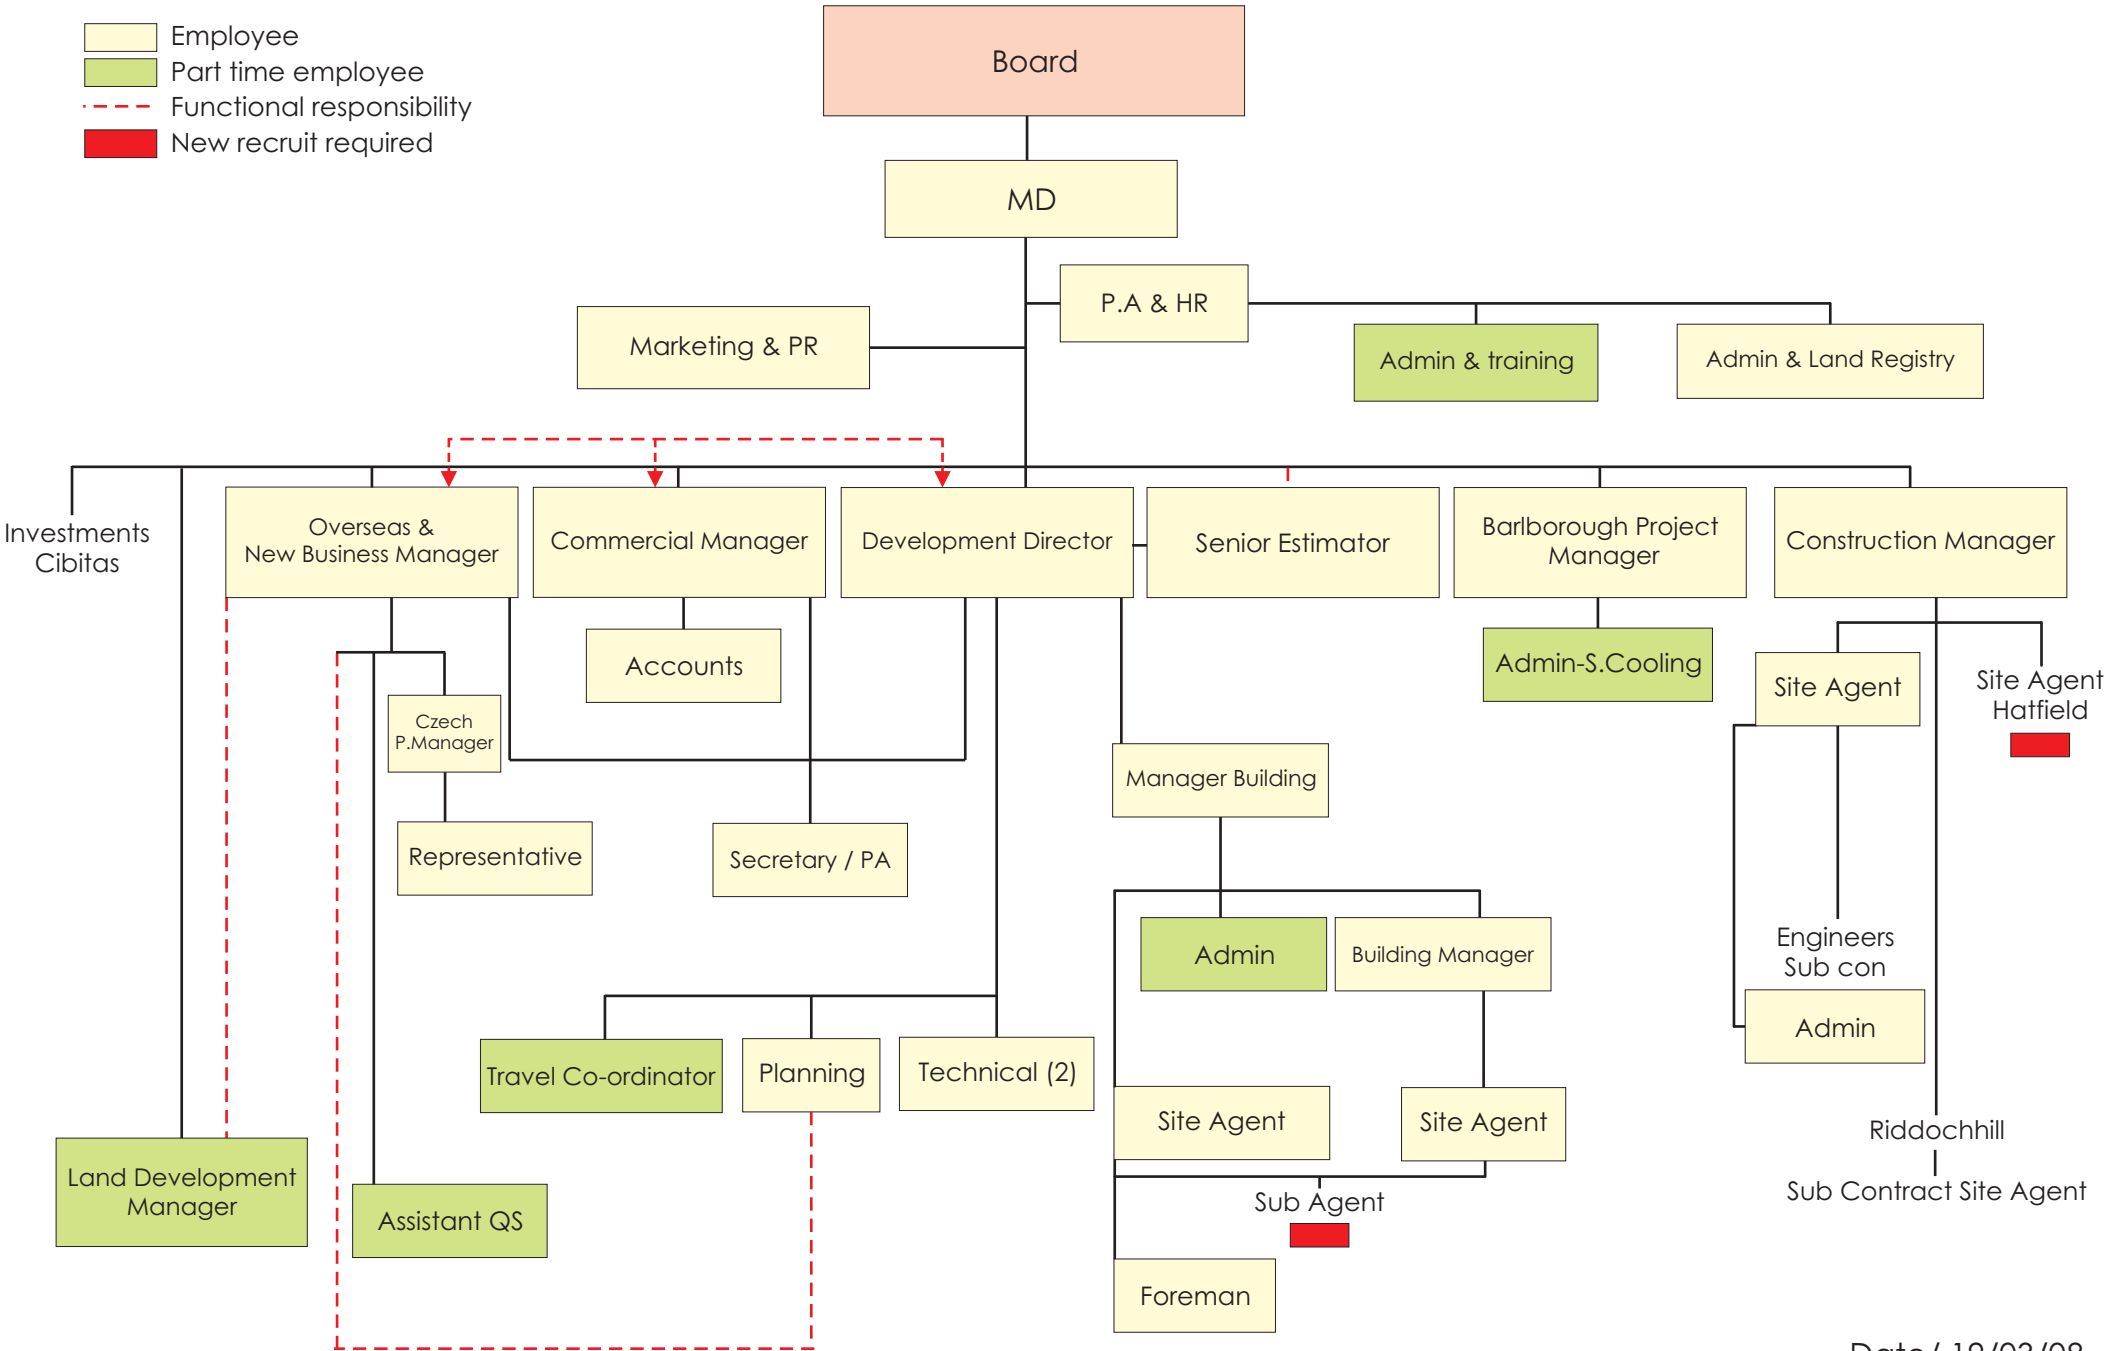 Employee
Part time employee
Functional responsibility
New recruit required
Board
MD
P.A & HR
Marketing & PR
Admin & training
Admin & Land Registry
Investments
Cibitas
Overseas &
New Business Manager
Commercial Manager
Development Director
Senior Estimator
Barlborough Project
Manager
Construction Manager
Accounts
Admin-S.Cooling
Site Agent
Site Agent
Hatfield
Czech
P.Manager
Manager Building
Representative
Secretary / PA
Admin
Building Manager
Engineers
Sub con
Admin
Travel Co-ordinator
Planning
Technical (2)
Site Agent
Site Agent
Riddochhill
Land Development
Manager
Assistant QS
Sub Agent
Sub Contract Site Agent
Foreman
Date/ 19/03/08